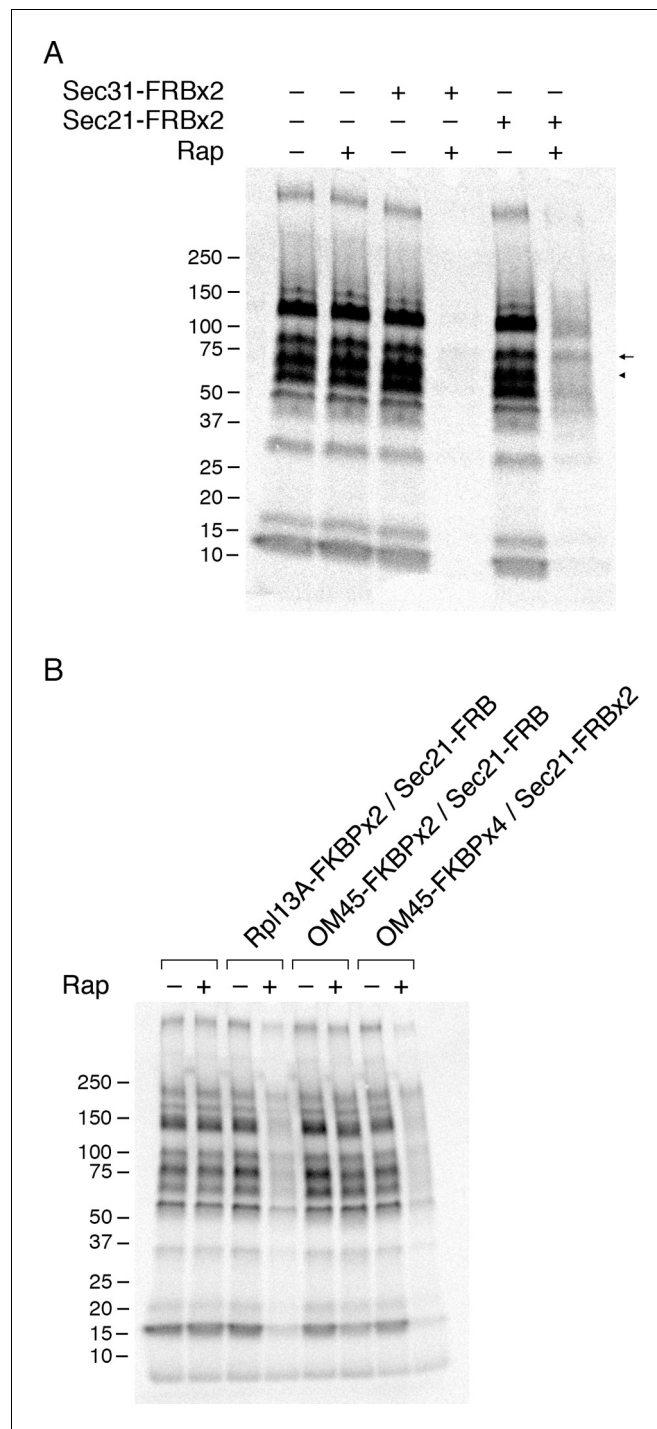 A
Sec31-FRBx2 – – + + – –
Sec21-FRBx2 – – – – + +
Rap – + – + – +
250
150
100
75
50
37
25
20
15
10
B
Rpl13A-FKBPx2 / Sec21-FRB
OM45-FKBPx2 / Sec21-FRB
OM45-FKBPx4 / Sec21-FRBx2
Rap – + – + – + – +
250
150
100
75
50
37
25
20
15
10